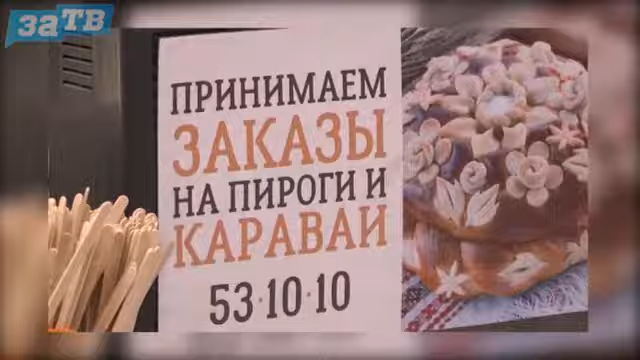 заТВ
ПРИНИМАЕМ
ЗАКАЗЫ
НА ПИРОГИ И
КАРАВАИ
53·10·10